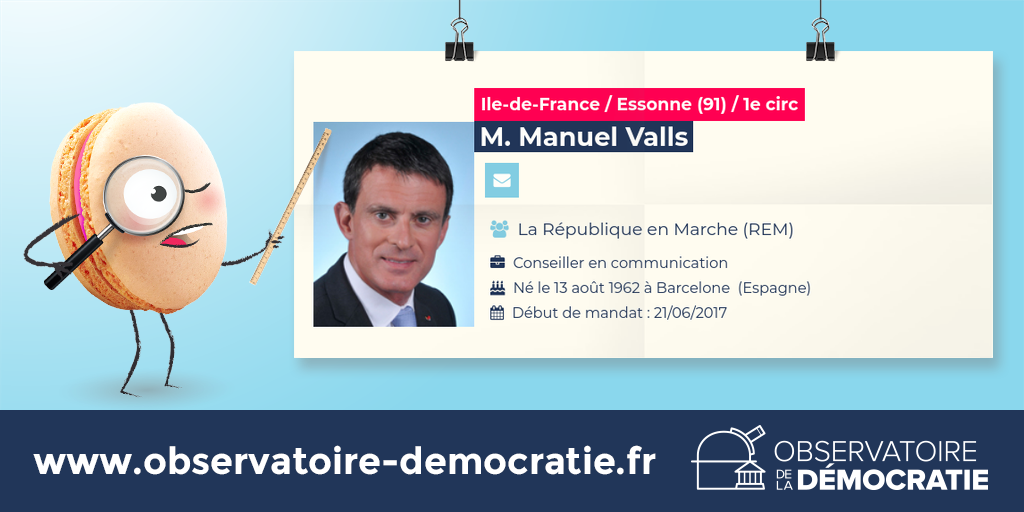 Ile-de-France / Essonne (91) / 1e circ
M. Manuel Valls
La République en Marche (REM)
Conseiller en communication
Né le 13 août 1962 à Barcelone (Espagne)
Début de mandat : 21/06/2017
www.observatoire-democratie.fr
OBSERVATOIRE
DE LA DÉMOCRATIE